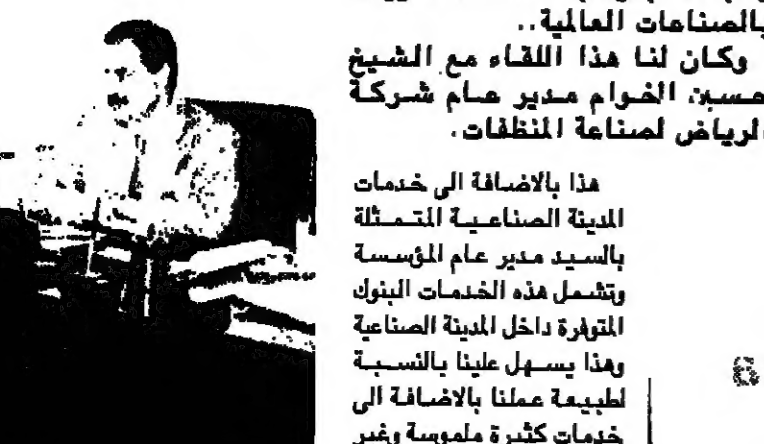 بالصناعات العالمية..
وكان لنا هذا اللقاء مع الشيخ
حسين الخوام مدير عام شركة
الرياض لصناعة المنظفات.
هذا بالاضافة الى خدمات
المدينة الصناعية المتمثلة
بالسيد مدير عام المؤسسة
وتشمل هذه الخدمات البنوك
المتوفرة داخل المدينة الصناعية
وهذا يسهل علينا بالنسبة
لطبيعة عملنا بالاضافة الى
خدمات كثيرة ملموسة وغير